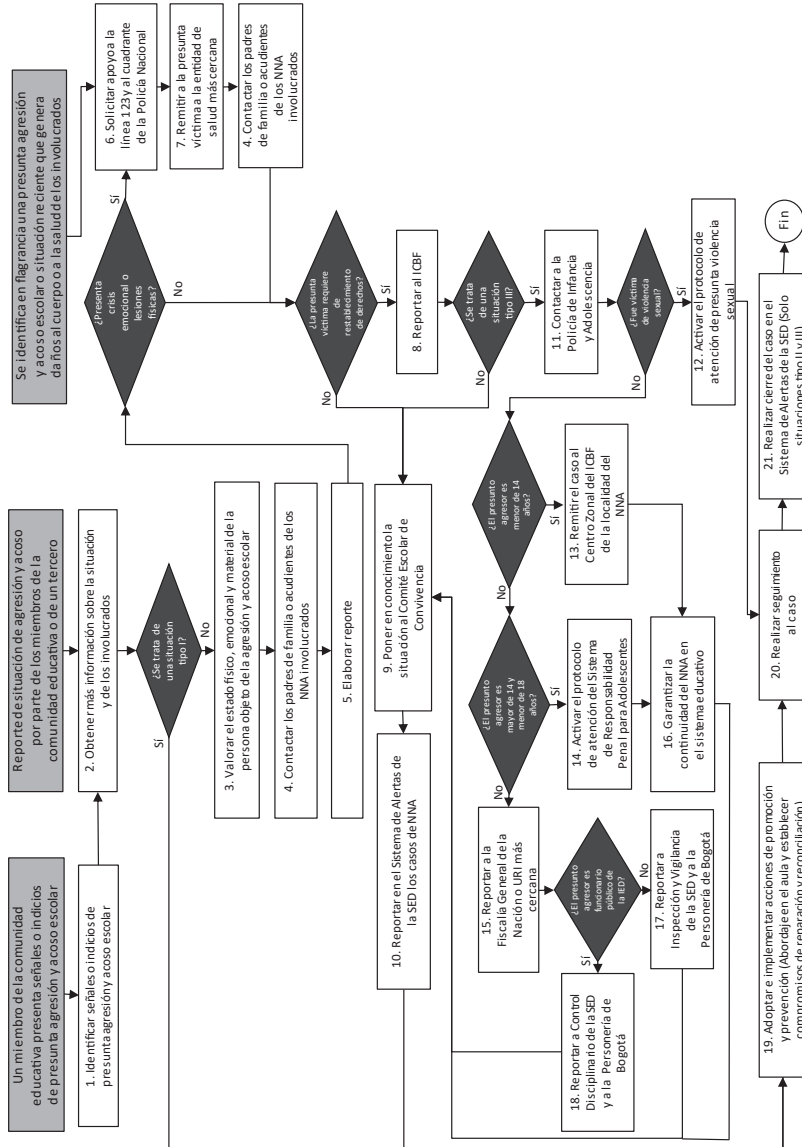 Un miembro de la comunidad
educativa presenta señales o indicios
de presunta agresión y acoso escolar
1. Identificar señales o indicios de
presunta agresión y acoso escolar
Reporte de situación de agresión y acoso
por parte de los miembros de la
comunidad educativa o de un tercero
2. Obtener más información sobre la situación
y de los involucrados
¿Se trata de
una situación
tipo I?
Sí
No
3. Valorar el estado físico, emocional y material de la
persona objeto de la agresión y acoso escolar
4. Contactar los padres de familia o acudientes de los
NNA involucrados
5. Elaborar reporte
Se identifica en flagrancia una presunta agresión
y acoso escolar o situación reciente que genera
daños al cuerpo o a la salud de los involucrados
¿Presenta
crisis
emocional o
lesiones
físicas?
Sí
No
6. Solicitar apoyo a la
línea 123 y al cuadrante
de la Policía Nacional
7. Remitir a la presunta
víctima a la entidad de
salud más cercana
4. Contactar los padres
de familia o acudientes
de los NNA
involucrados
¿La presunta
víctima requiere
de
restablecimiento
de derechos?
No
Sí
8. Reportar al ICBF
¿Se trata
de una
situación
tipo III?
No
Sí
9. Poner en conocimiento la
situación al Comité Escolar de
Convivencia
10. Reportar en el Sistema de Alertas de
la SED los casos de NNA
11. Contactar a la
Policía de Infancia
y Adolescencia
¿Fue víctima
de violencia
sexual?
No
Sí
12. Activar el protocolo de
atención de presunta violencia
sexual
¿El presunto
agresor es
menor de 14
años?
No
Sí
13. Remitir el caso al
Centro Zonal del ICBF
de la localidad del
NNA
¿El presunto
agresor es
mayor de 14 y
menor de 18
años?
No
Sí
14. Activar el protocolo
de atención del Sistema
de Responsabilidad
Penal para Adolescentes
15. Reportar a la
Fiscalía General de la
Nación o URI más
cercana
16. Garantizar la
continuidad del NNA en
el sistema educativo
¿El presunto
agresor es
funcionario
público de
la IED?
Sí
No
17. Reportar a
Inspección y Vigilancia
de la SED y a la
Personería de Bogotá
18. Reportar a Control
Disciplinario de la SED
y a la Personería de
Bogotá
19. Adoptar e implementar acciones de promoción
y prevención (Abordaje en el aula y establecer
compromisos de reparación y reconciliación)
20. Realizar seguimiento
al caso
21. Realizar cierre del caso en el
Sistema de Alertas de la SED (Solo
situaciones tipo II y III)
Fin